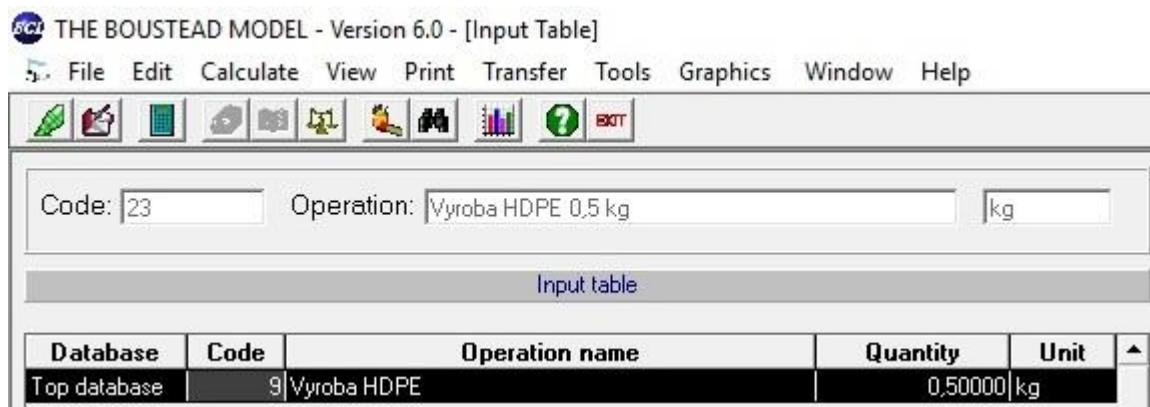 BCL THE BOUSTEAD MODEL - Version 6.0 - [Input Table]
File Edit Calculate View Print Transfer Tools Graphics Window Help
? EXIT
Code: 23 Operation: Vyroba HDPE 0,5 kg kg
Input table
Database Code Operation name Quantity Unit
Top database 9 Vyroba HDPE 0,50000 kg